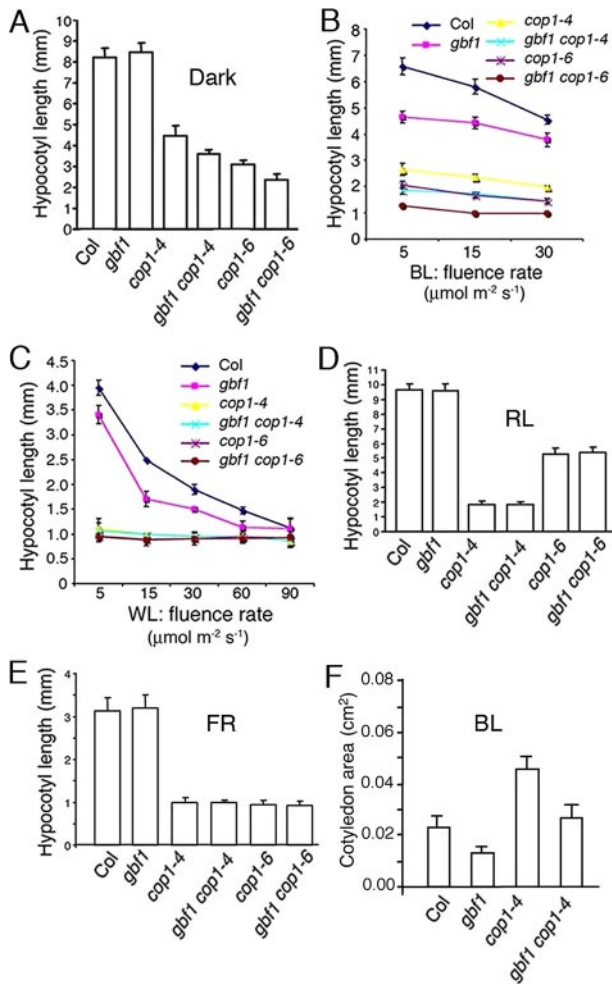 A
Dark
Hypocotyl length (mm)
9
8
7
6
5
4
3
2
1
0
Col
gbf1
cop1-4
gbf1 cop1-4
cop1-6
gbf1 cop1-6
B
Col
gbf1
cop1-4
gbf1 cop1-4
cop1-6
gbf1 cop1-6
Hypocotyl length (mm)
8
7
6
5
4
3
2
1
0
5 15 30
BL: fluence rate
(μmol m-2 s-1)
C
Col
gbf1
cop1-4
gbf1 cop1-4
cop1-6
gbf1 cop1-6
Hypocotyl length (mm)
4.5
4.0
3.5
3.0
2.5
2.0
1.5
1.0
0.5
0
5 15 30 60 90
WL: fluence rate
(μmol m-2 s-1)
D
RL
Hypocotyl length (mm)
10
9
8
7
6
5
4
3
2
1
0
Col
gbf1
cop1-4
gbf1 cop1-4
cop1-6
gbf1 cop1-6
E
FR
Hypocotyl length (mm)
4
3
2
1
0
Col
gbf1
cop1-4
gbf1 cop1-4
cop1-6
gbf1 cop1-6
F
BL
Cotyledon area (cm2)
0.08
0.06
0.04
0.02
0.00
Col
gbf1
cop1-4
gbf1 cop1-4